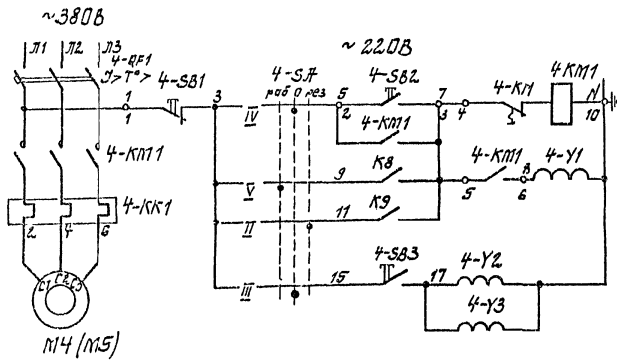 ~380В
Л1 Л2 Л3
4-QF1
I> T°>
~220В
4-SB1
4-SA
раб 0 рез
4-SB2
4-КМ
4КМ1
1
1
3
IV
5
2
7
3
4
N
10
4-КМ1
4-КМ1
V
9
К8
4-КМ1
4-Y1
5
8
6
4-КК1
II
11
К9
2 4 6
4-SB3
III
15
17
4-Y2
4-Y3
С1 С2 С3
М4 (М5)